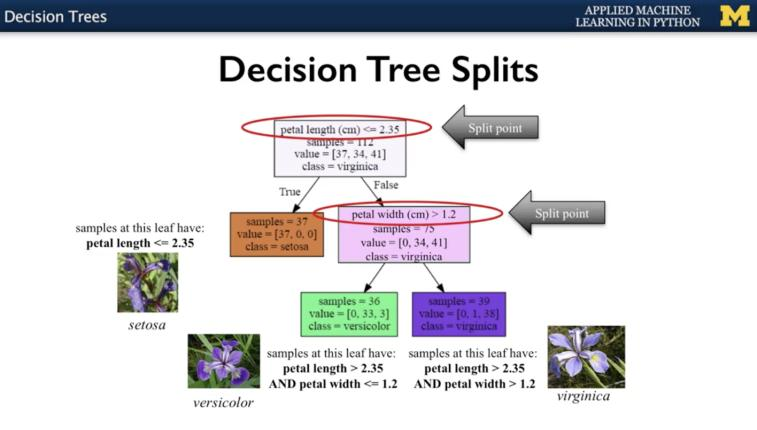 Decision Trees
APPLIED MACHINE
LEARNING IN PYTHON
M
Decision Tree Splits
petal length (cm) <= 2.35
samples = 112
value = [37, 34, 41]
class = virginica
Split point
True
False
samples = 37
value = [37, 0, 0]
class = setosa
petal width (cm) > 1.2
samples = 75
value = [0, 34, 41]
class = virginica
Split point
samples at this leaf have:
petal length <= 2.35
setosa
samples = 36
value = [0, 33, 3]
class = versicolor
samples = 39
value = [0, 1, 38]
class = virginica
versicolor
samples at this leaf have:
petal length > 2.35
AND petal width <= 1.2
samples at this leaf have:
petal length > 2.35
AND petal width > 1.2
virginica